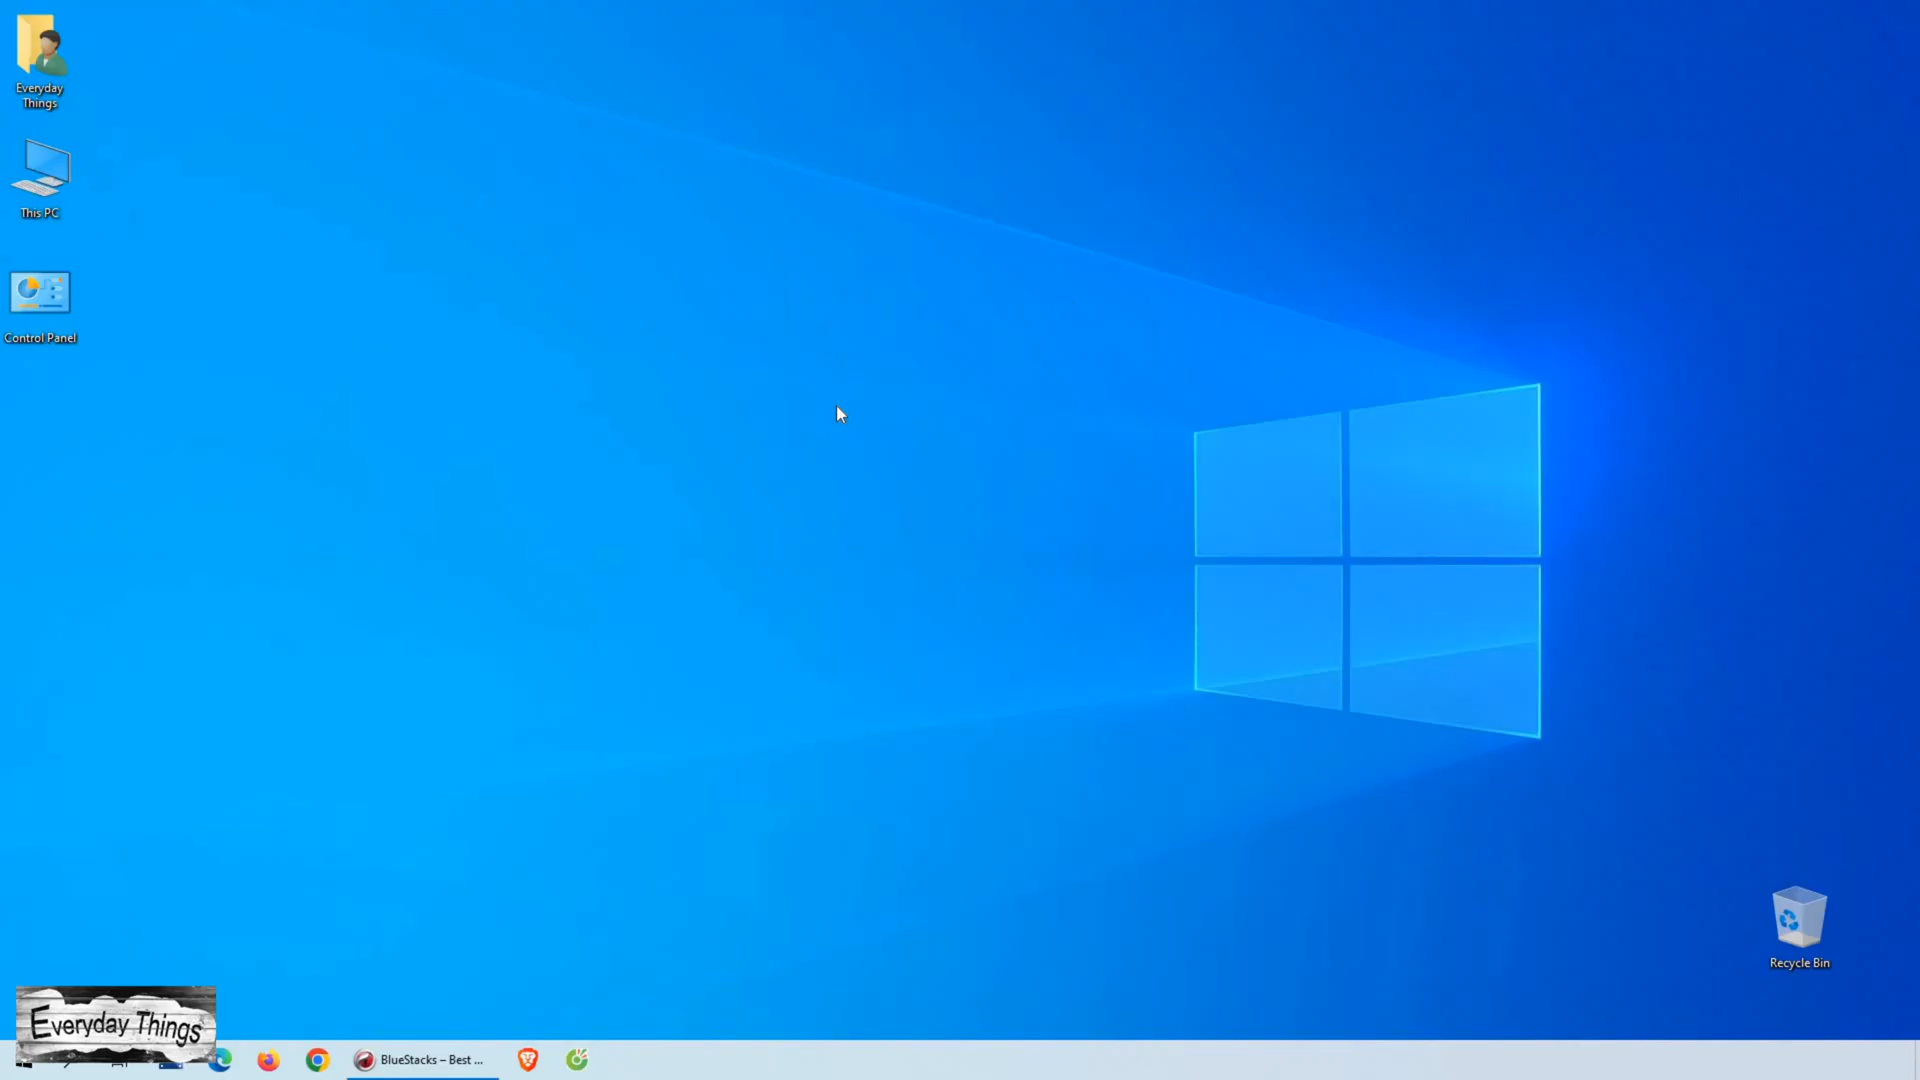 Everyday
Things
This PC
Control Panel
Recycle Bin
Everyday Things
BlueStacks – Best ...